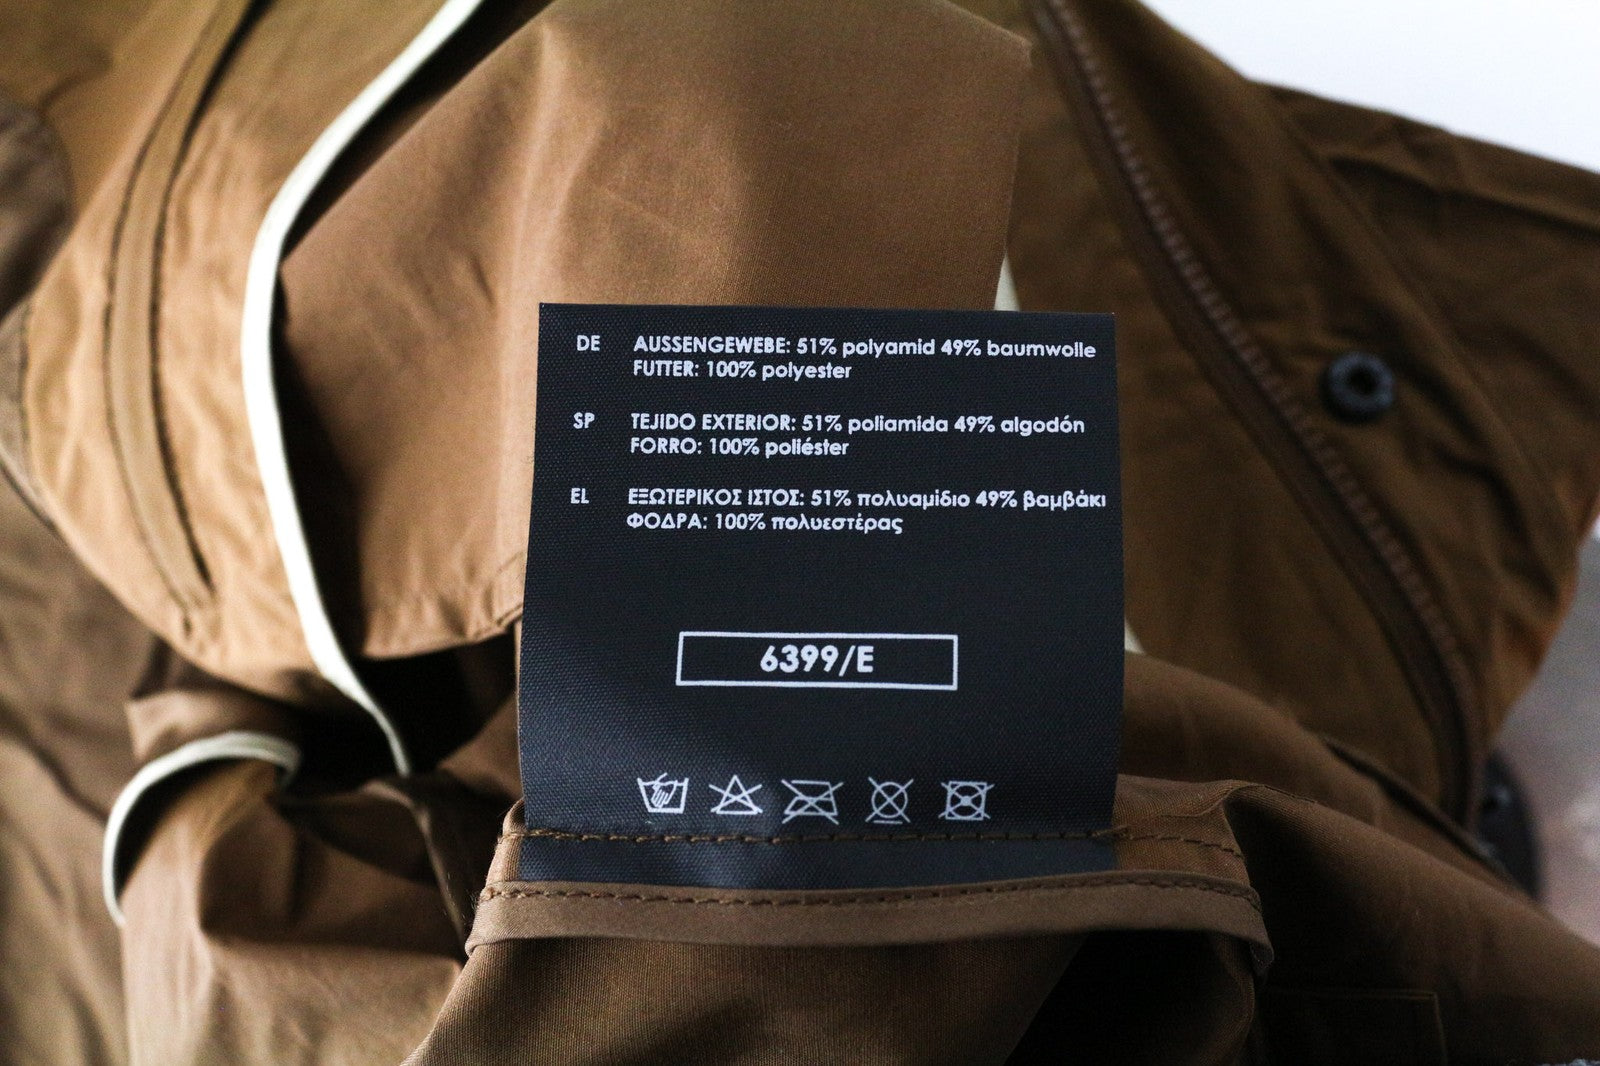 DE AUSSENGEWEBE: 51% polyamid 49% baumwolle
FUTTER: 100% polyester
SP TEJIDO EXTERIOR: 51% poliamida 49% algodón
FORRO: 100% poliéster
EL ΕΞΩΤΕΡΙΚΟΣ ΙΣΤΟΣ: 51% πολυαμίδιο 49% βαμβάκι
ΦΟΔΡΑ: 100% πολυεστέρας
6399/E